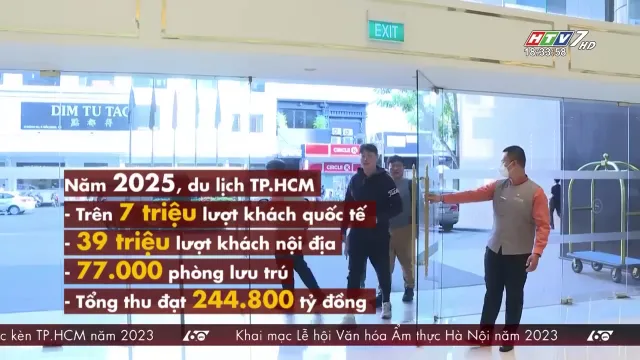 EXIT
HTV7 HD
18:33:58
DIM TU TAC
點都得
CIRCLE K
Năm 2025, du lịch TP.HCM
- Trên 7 triệu lượt khách quốc tế
- 39 triệu lượt khách nội địa
- 77.000 phòng lưu trú
- Tổng thu đạt 244.800 tỷ đồng
c kèn TP.HCM năm 2023
Khai mạc Lễ hội Văn hóa Ẩm thực Hà Nội năm 2023